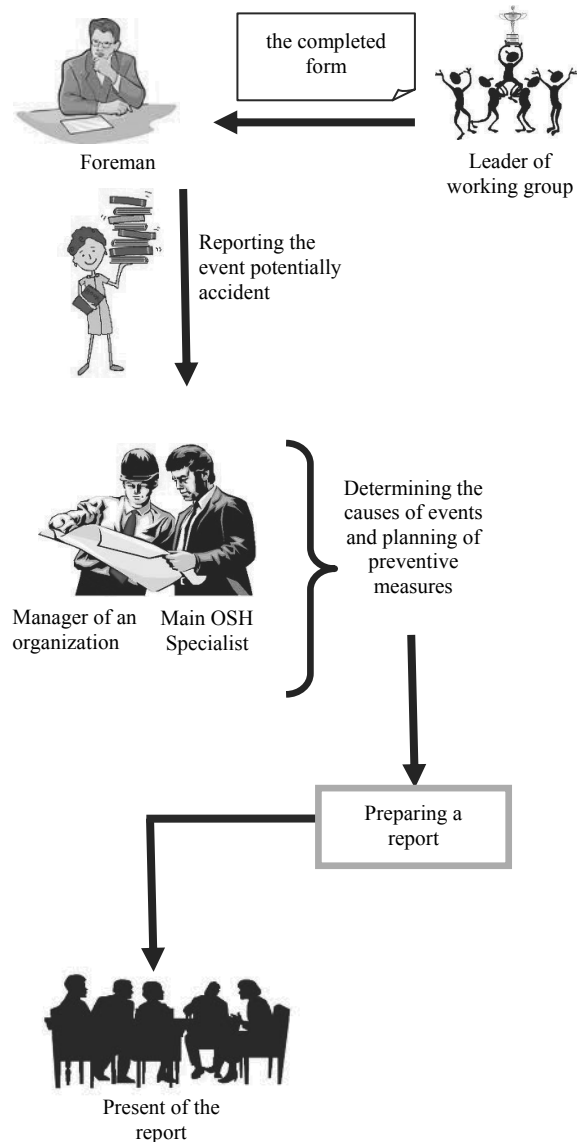 the completed
form
Foreman
Leader of
working group
Reporting the
event potentially
accident
Determining the
causes of events
and planning of
preventive
measures
Manager of an
organization
Main OSH
Specialist
Preparing a
report
Present of the
report